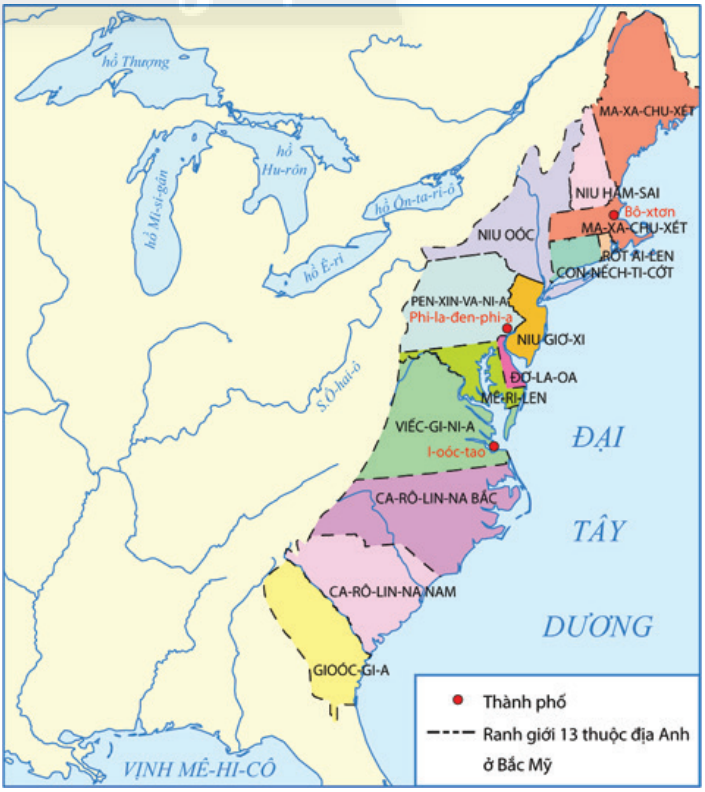 hồ Thượng
MA-XA-CHU-XÉT
hồ
Hu-rôn
hồ Mi-si-gân
hồ Ôn-ta-ri-ô
NIU HĂM-SAI
Bô-xtơn
MA-XA-CHU-XÉT
NIU OÓC
RỐT AI-LEN
CON-NẾCH-TI-CỚT
hồ Ê-ri
PEN-XIN-VA-NI-A
Phi-la-đen-phi-a
NIU GIƠ-XI
S.Ô-hai-ô
ĐƠ-LA-OA
MÊ-RI-LEN
VIẾC-GI-NI-A
ĐẠI
I-oóc-tao
CA-RÔ-LIN-NA BẮC
TÂY
CA-RÔ-LIN-NA NAM
DƯƠNG
GIOÓC-GI-A
Thành phố
Ranh giới 13 thuộc địa Anh
ở Bắc Mỹ
VỊNH MÊ-HI-CÔ